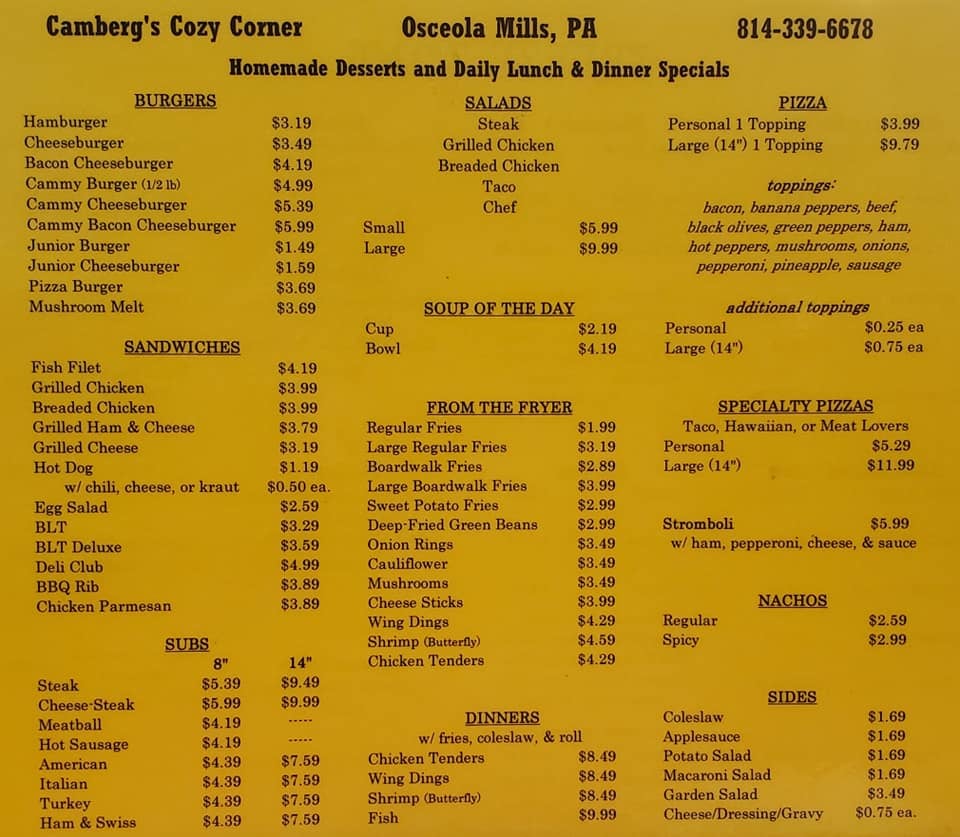 Camberg's Cozy Corner Osceola Mills, PA 814-339-6678
Homemade Desserts and Daily Lunch & Dinner Specials
BURGERS
Hamburger $3.19
Cheeseburger $3.49
Bacon Cheeseburger $4.19
Cammy Burger (1/2 lb) $4.99
Cammy Cheeseburger $5.39
Cammy Bacon Cheeseburger $5.99
Junior Burger $1.49
Junior Cheeseburger $1.59
Pizza Burger $3.69
Mushroom Melt $3.69
SANDWICHES
Fish Filet $4.19
Grilled Chicken $3.99
Breaded Chicken $3.99
Grilled Ham & Cheese $3.79
Grilled Cheese $3.19
Hot Dog $1.19
w/ chili, cheese, or kraut $0.50 ea.
Egg Salad $2.59
BLT $3.29
BLT Deluxe $3.59
Deli Club $4.99
BBQ Rib $3.89
Chicken Parmesan $3.89
SUBS
8" 14"
Steak $5.39 $9.49
Cheese-Steak $5.99 $9.99
Meatball $4.19 -----
Hot Sausage $4.19 -----
American $4.39 $7.59
Italian $4.39 $7.59
Turkey $4.39 $7.59
Ham & Swiss $4.39 $7.59
SALADS
Steak
Grilled Chicken
Breaded Chicken
Taco
Chef
Small $5.99
Large $9.99
SOUP OF THE DAY
Cup $2.19
Bowl $4.19
FROM THE FRYER
Regular Fries $1.99
Large Regular Fries $3.19
Boardwalk Fries $2.89
Large Boardwalk Fries $3.99
Sweet Potato Fries $2.99
Deep-Fried Green Beans $2.99
Onion Rings $3.49
Cauliflower $3.49
Mushrooms $3.49
Cheese Sticks $3.99
Wing Dings $4.29
Shrimp (Butterfly) $4.59
Chicken Tenders $4.29
DINNERS
w/ fries, coleslaw, & roll
Chicken Tenders $8.49
Wing Dings $8.49
Shrimp (Butterfly) $8.49
Fish $9.99
PIZZA
Personal 1 Topping $3.99
Large (14") 1 Topping $9.79
toppings:
bacon, banana peppers, beef,
black olives, green peppers, ham,
hot peppers, mushrooms, onions,
pepperoni, pineapple, sausage
additional toppings
Personal $0.25 ea
Large (14") $0.75 ea
SPECIALTY PIZZAS
Taco, Hawaiian, or Meat Lovers
Personal $5.29
Large (14") $11.99
Stromboli $5.99
w/ ham, pepperoni, cheese, & sauce
NACHOS
Regular $2.59
Spicy $2.99
SIDES
Coleslaw $1.69
Applesauce $1.69
Potato Salad $1.69
Macaroni Salad $1.69
Garden Salad $3.49
Cheese/Dressing/Gravy $0.75 ea.